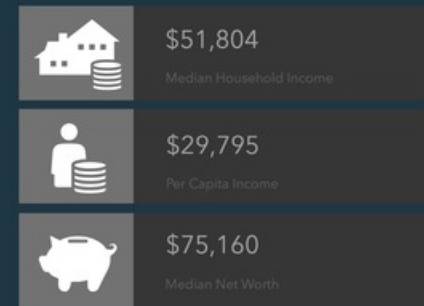 $51,804
Median Household Income
$29,795
Per Capita Income
$75,160
Median Net Worth